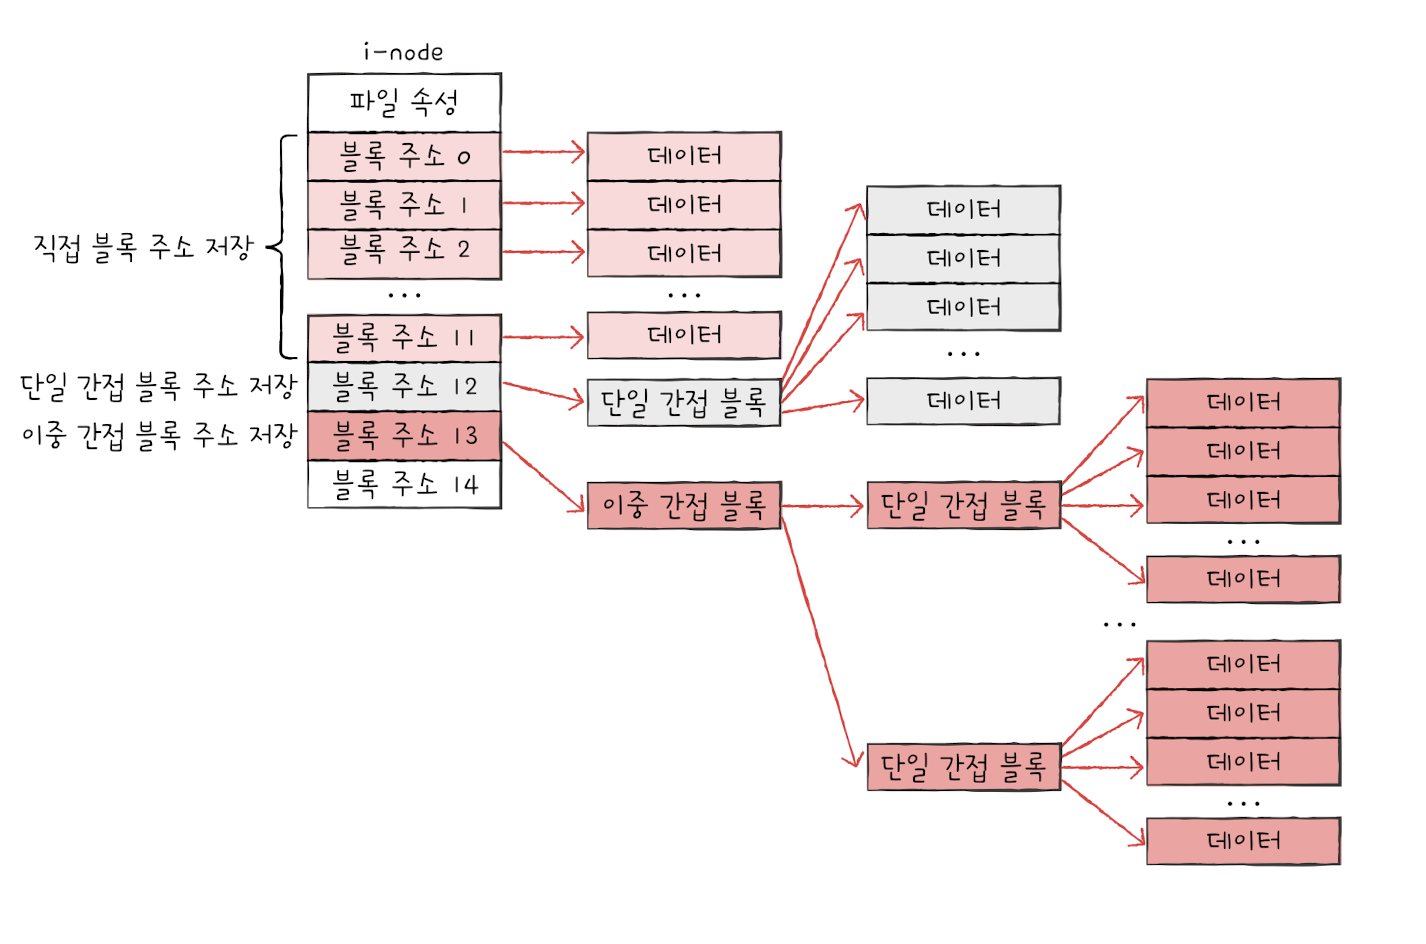 i-node
파일 속성
직접 블록 주소 저장
블록 주소 0
블록 주소 1
블록 주소 2
...
블록 주소 11
단일 간접 블록 주소 저장
블록 주소 12
이중 간접 블록 주소 저장
블록 주소 13
블록 주소 14
데이터
데이터
데이터
...
데이터
단일 간접 블록
이중 간접 블록
데이터
데이터
데이터
...
데이터
단일 간접 블록
단일 간접 블록
데이터
데이터
데이터
...
데이터
...
데이터
데이터
데이터
...
데이터